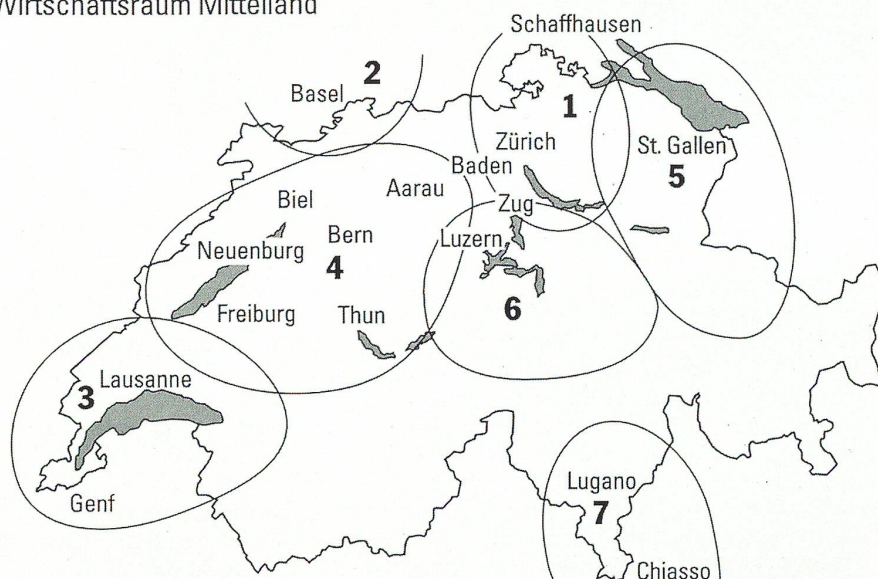 Wirtschaftsraum Mittelland
Schaffhausen
2
Basel
1
Zürich
St. Gallen
Baden
5
Aarau
Biel
Zug
Bern
Luzern
Neuenburg
4
6
Freiburg
Thun
Lausanne
3
Lugano
Genf
7
Chiasso